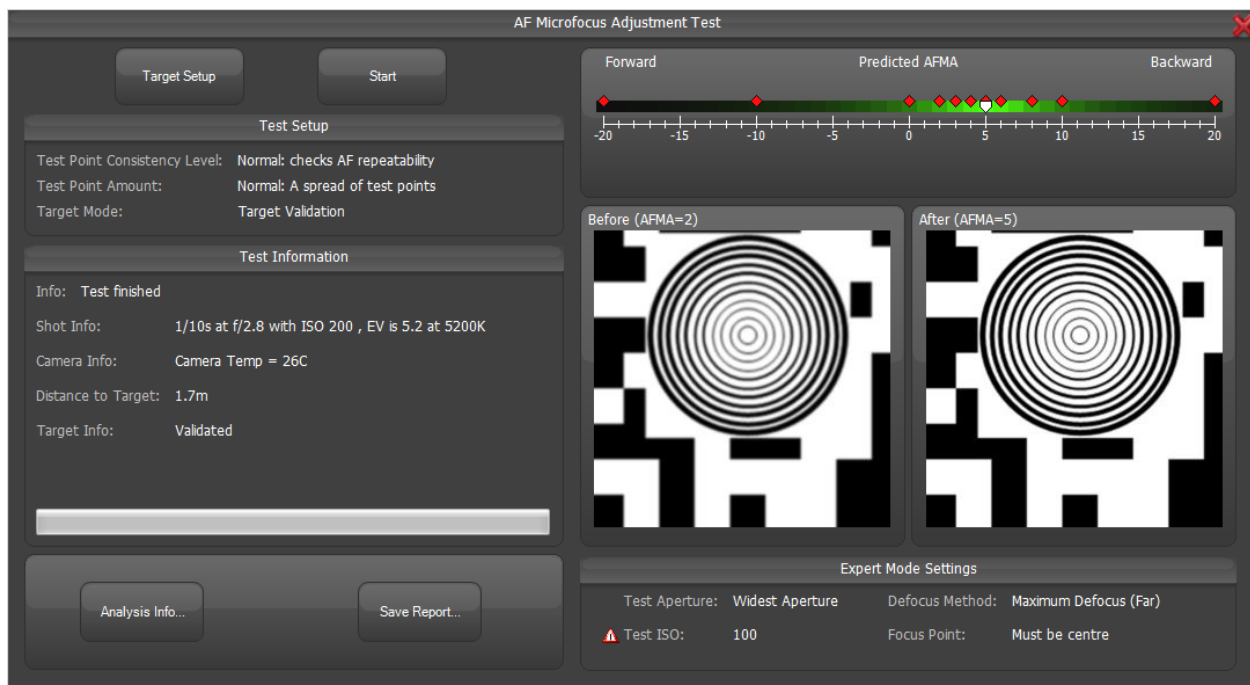 AF Microfocus Adjustment Test
Target Setup
Start
Test Setup
Test Point Consistency Level: Normal: checks AF repeatability
Test Point Amount: Normal: A spread of test points
Target Mode: Target Validation
Test Information
Info: Test finished
Shot Info: 1/10s at f/2.8 with ISO 200 , EV is 5.2 at 5200K
Camera Info: Camera Temp = 26C
Distance to Target: 1.7m
Target Info: Validated
Analysis Info...
Save Report...
Forward Predicted AFMA Backward
-20 -15 -10 -5 0 5 10 15 20
Before (AFMA=2)
After (AFMA=5)
Expert Mode Settings
Test Aperture: Widest Aperture Defocus Method: Maximum Defocus (Far)
Test ISO: 100 Focus Point: Must be centre